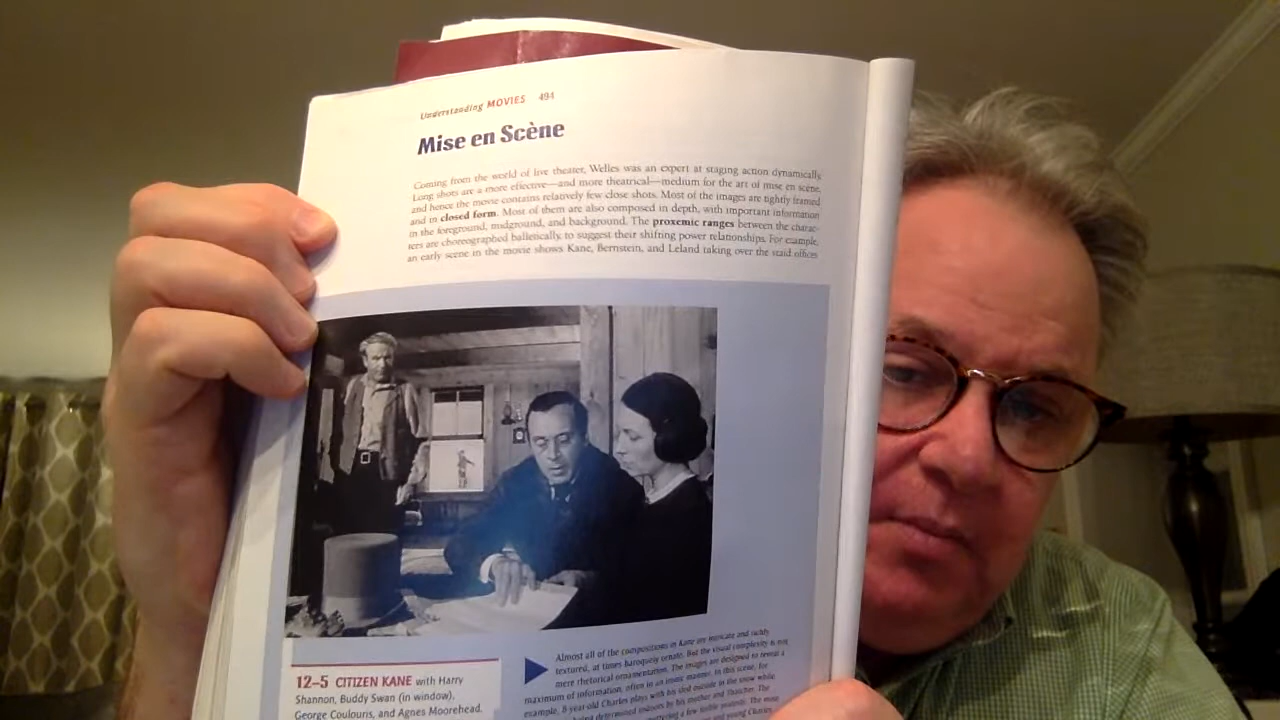 Understanding MOVIES 494
Mise en Scène
Coming from the world of live theater, Welles was an expert at staging action dynamically.
Long shots are a more effective—and more theatrical—medium for the art of mise en scène,
and hence the movie contains relatively few close shots. Most of the images are tightly framed
and in closed form. Most of them are also composed in depth, with important information
in the foreground, midground, and background. The proxemic ranges between the charac-
ters are choreographed balletically, to suggest their shifting power relationships. For example,
an early scene in the movie shows Kane, Bernstein, and Leland taking over the staid offices
12–5 CITIZEN KANE with Harry
Shannon, Buddy Swan (in window),
George Coulouris, and Agnes Moorehead.
Almost all of the compositions in Kane are intricate and richly
textured, at times baroquely ornate. But the visual complexity is not
mere rhetorical ornamentation. The images are designed to reveal a
maximum of information, often in an ironic manner. In this scene, for
example, 8-year-old Charles plays with his sled outside in the snow while
being determined indoors by his mother and Thatcher. The